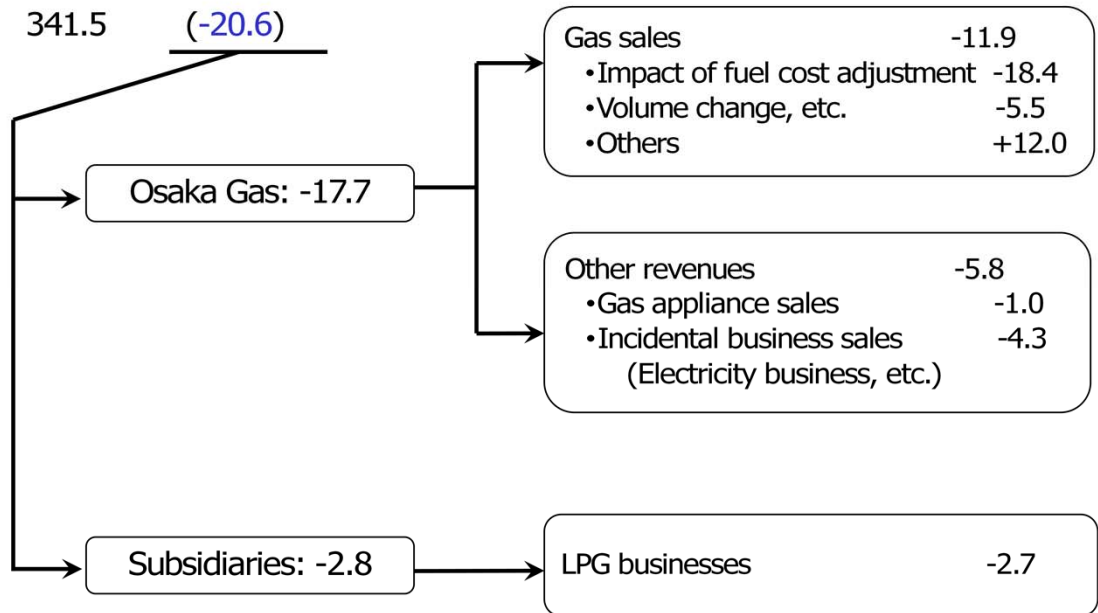 341.5 (-20.6)
Gas sales -11.9
•Impact of fuel cost adjustment -18.4
•Volume change, etc. -5.5
•Others +12.0
Osaka Gas: -17.7
Other revenues -5.8
•Gas appliance sales -1.0
•Incidental business sales -4.3
(Electricity business, etc.)
Subsidiaries: -2.8
LPG businesses -2.7